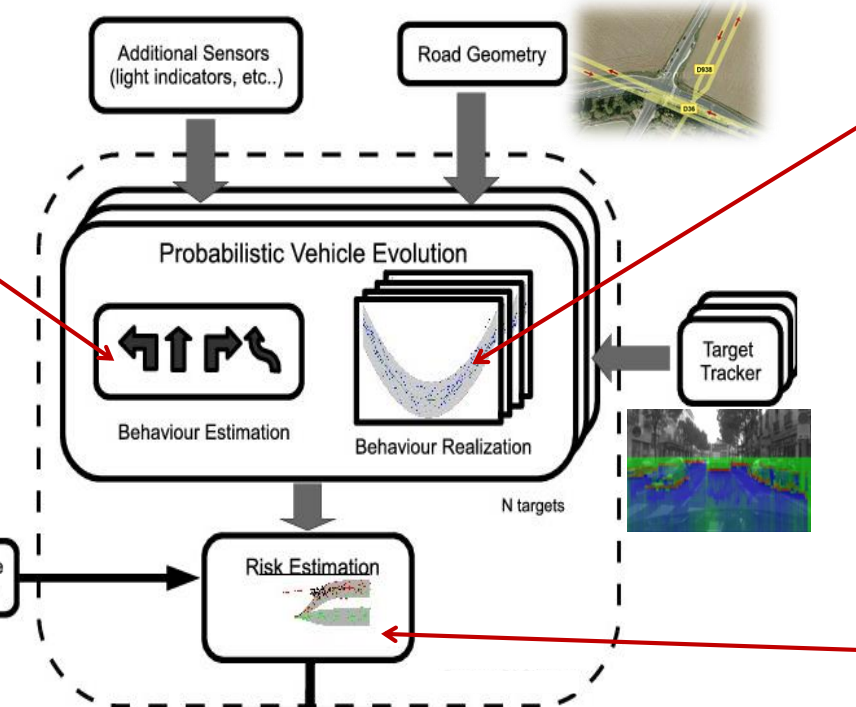 Additional Sensors
(light indicators, etc..)
Road Geometry
D938
D36
Probabilistic Vehicle Evolution
Target
Tracker
Behaviour Estimation
Behaviour Realization
N targets
Risk Estimation
e